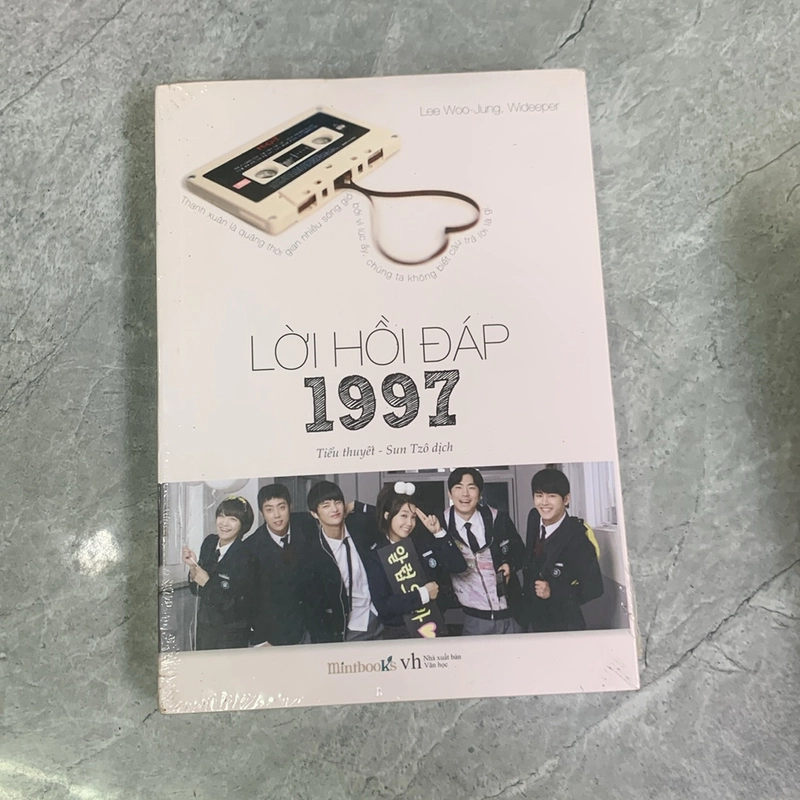 Lee Woo-Jung, Wideeper
Thanh xuân là quãng thời gian nhiều sóng gió bởi vì lúc ấy, chúng ta không biết câu trả lời là gì
LỜI HỒI ĐÁP
1997
Tiểu thuyết - Sun Tzô dịch
mintbooks vh Nhà xuất bản
Văn học